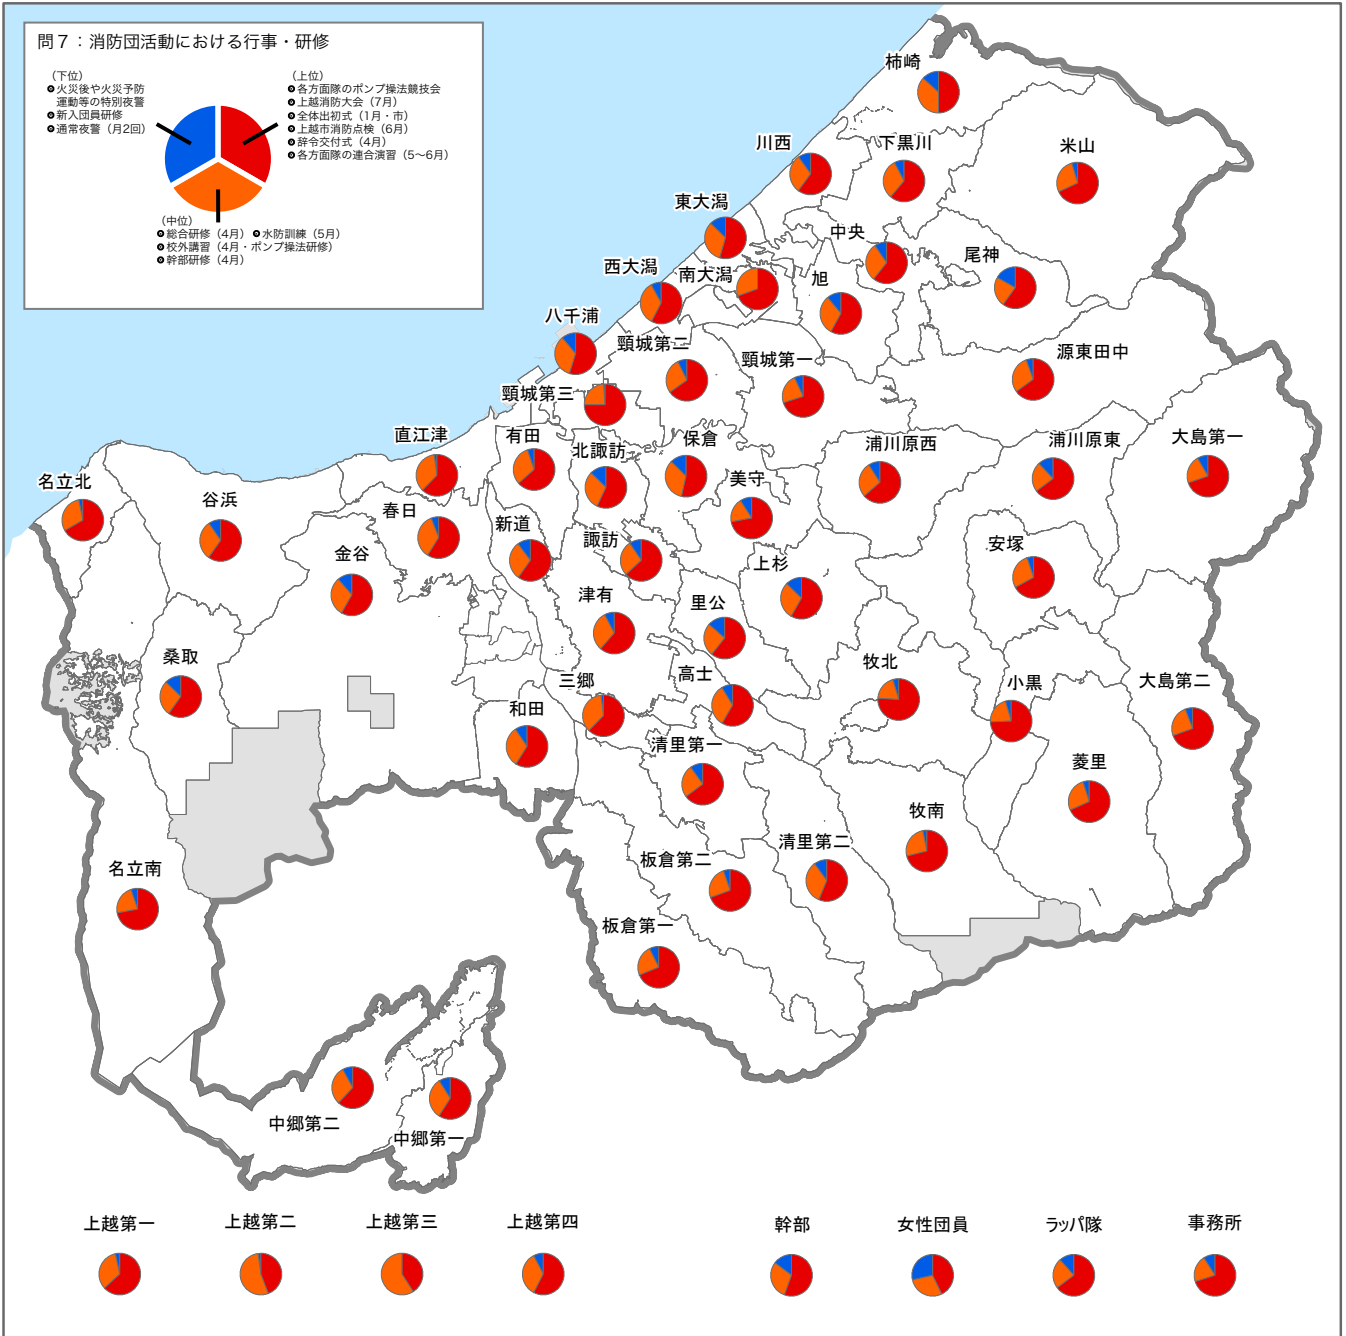 問７：消防団活動における行事・研修
（下位）
火災後や火災予防
運動等の特別夜警
新入団員研修
通常夜警（月2回）
（上位）
各方面隊のポンプ操法競技会
上越消防大会（7月）
全体出初式（1月・市）
上越市消防点検（6月）
辞令交付式（4月）
各方面隊の連合演習（5〜6月）
（中位）
総合研修（4月） 水防訓練（5月）
校外講習（4月・ポンプ操法研修）
幹部研修（4月）
柿崎
川西
下黒川
米山
東大潟
中央
尾神
西大潟
南大潟
旭
八千浦
頸城第二
頸城第一
源東田中
頸城第三
直江津
有田
北諏訪
保倉
浦川原西
浦川原東
大島第一
名立北
谷浜
春日
新道
美守
金谷
諏訪
上杉
安塚
津有
里公
桑取
三郷
高士
牧北
小黒
大島第二
和田
清里第一
菱里
名立南
板倉第二
清里第二
牧南
板倉第一
中郷第二
中郷第一
上越第一
上越第二
上越第三
上越第四
幹部
女性団員
ラッパ隊
事務所